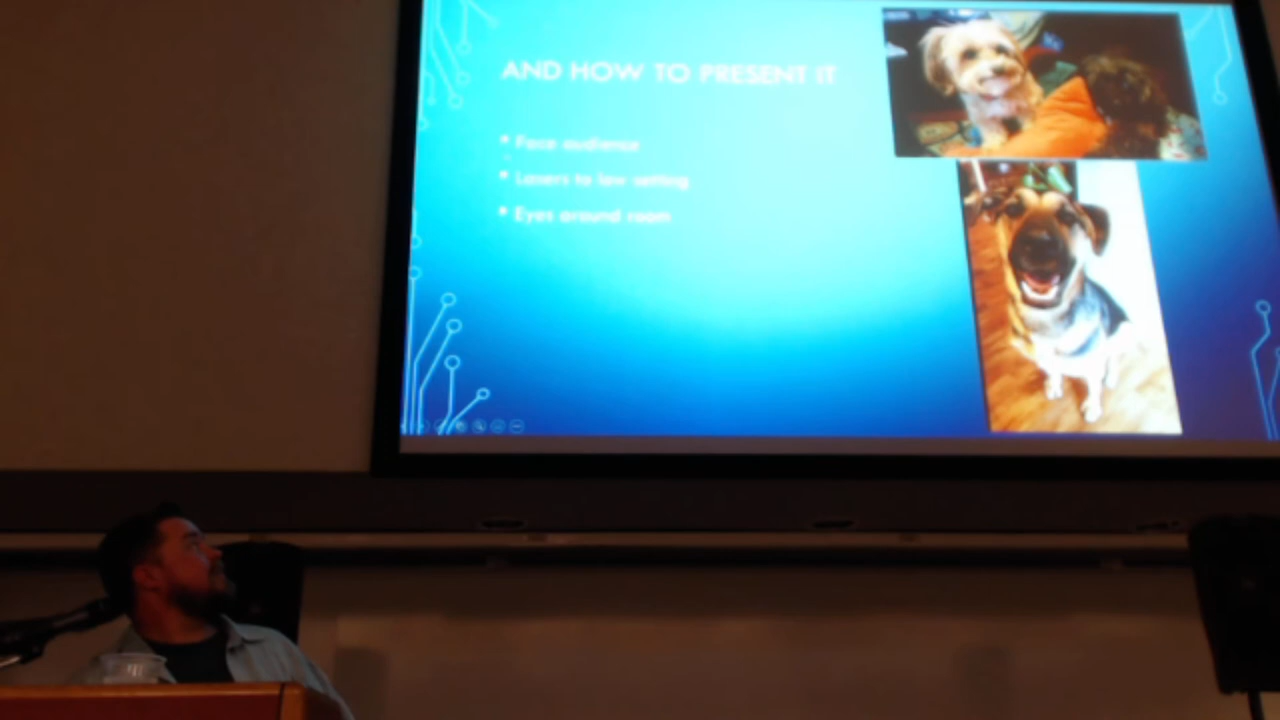 AND HOW TO PRESENT IT
• Face audience
• Lasers to low setting
• Eyes around room